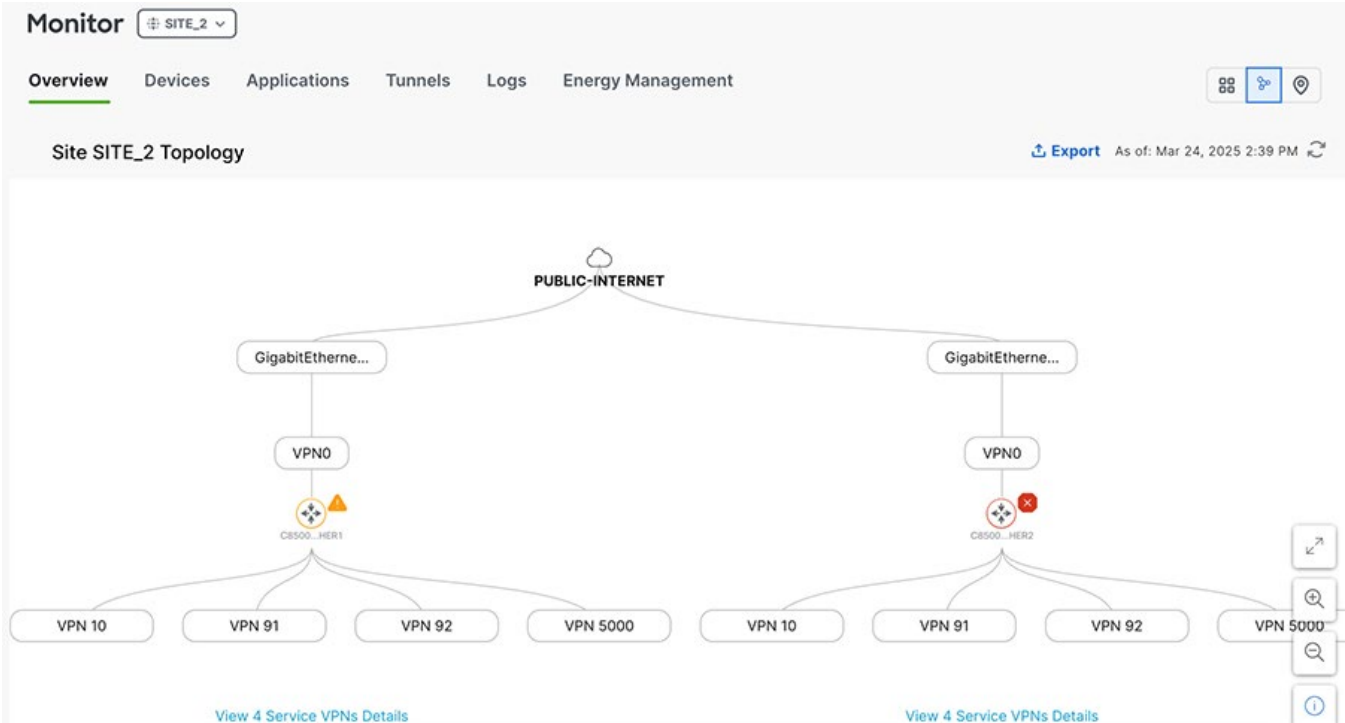 Monitor SITE_2
Overview Devices Applications Tunnels Logs Energy Management
Site SITE_2 Topology Export As of: Mar 24, 2025 2:39 PM
PUBLIC-INTERNET
GigabitEtherne... GigabitEtherne...
VPN0 VPN0
C8500...HER1 C8500...HER2
VPN 10 VPN 91 VPN 92 VPN 5000 VPN 10 VPN 91 VPN 92 VPN 5000
View 4 Service VPNs Details View 4 Service VPNs Details